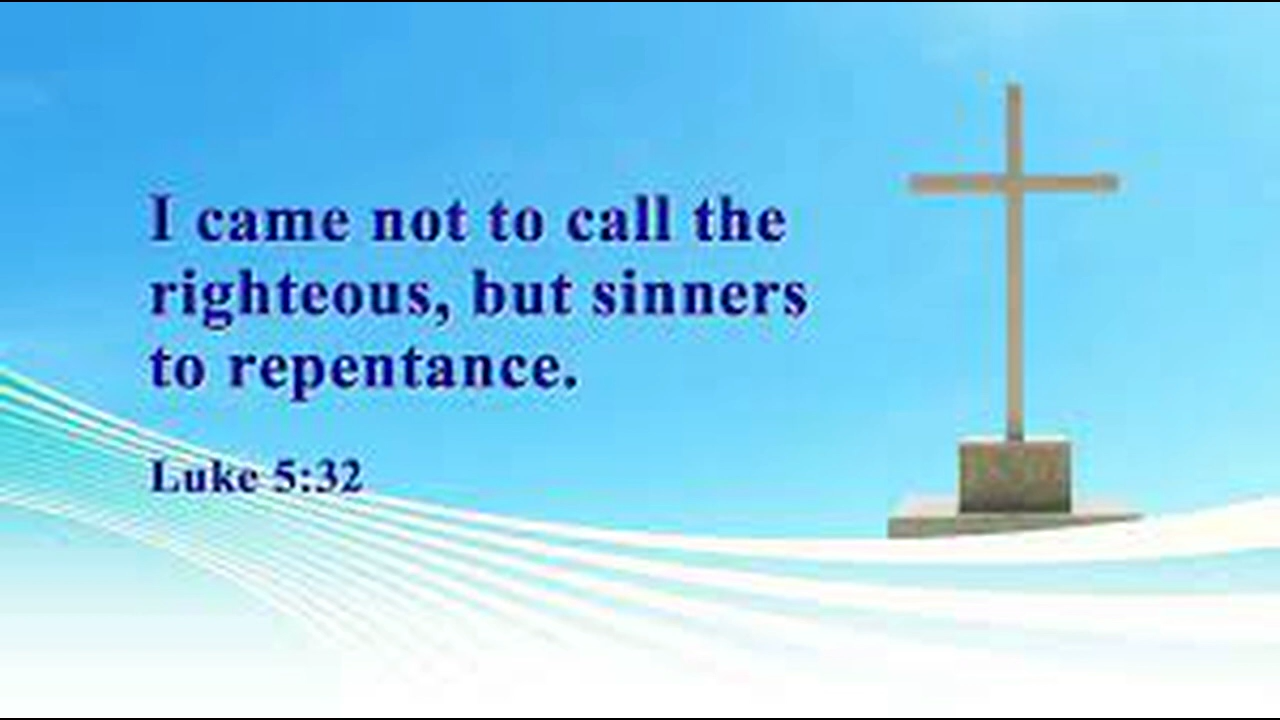 I came not to call the
righteous, but sinners
to repentance.
Luke 5:32